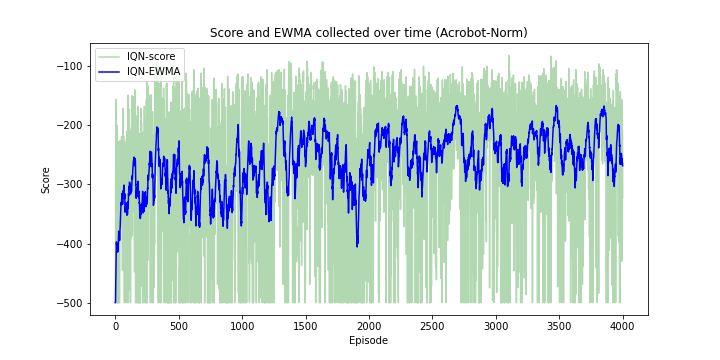 Score and EWMA collected over time (Acrobot-Norm)
IQN-score
IQN-EWMA
−100
−200
−300
−400
−500
Score
0
500
1000
1500
2000
2500
3000
3500
4000
Episode